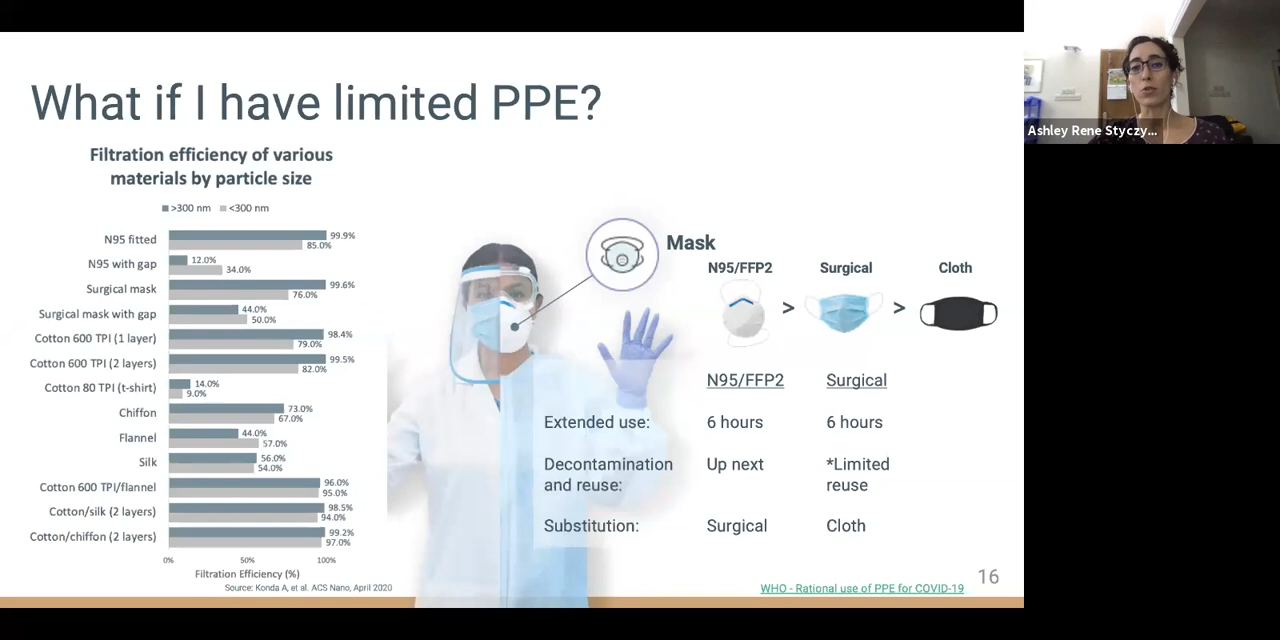 What if I have limited PPE?
Filtration efficiency of various
materials by particle size
>300 nm <300 nm
N95 fitted 99.9% 85.0%
N95 with gap 12.0% 34.0%
Surgical mask 99.6% 76.0%
Surgical mask with gap 44.0% 50.0%
Cotton 600 TPI (1 layer) 98.4% 79.0%
Cotton 600 TPI (2 layers) 99.5% 82.0%
Cotton 80 TPI (t-shirt) 14.0% 9.0%
Chiffon 73.0% 67.0%
Flannel 44.0% 57.0%
Silk 56.0% 54.0%
Cotton 600 TPI/flannel 96.0% 95.0%
Cotton/silk (2 layers) 98.5% 94.0%
Cotton/chiffon (2 layers) 99.2% 97.0%
0% 50% 100%
Filtration Efficiency (%)
Source: Konda A, et al. ACS Nano, April 2020
Mask
N95/FFP2 Surgical Cloth
> >
N95/FFP2 Surgical
Extended use: 6 hours 6 hours
Decontamination Up next *Limited
and reuse: reuse
Substitution: Surgical Cloth
WHO - Rational use of PPE for COVID-19
16
Ashley Rene Styczy...